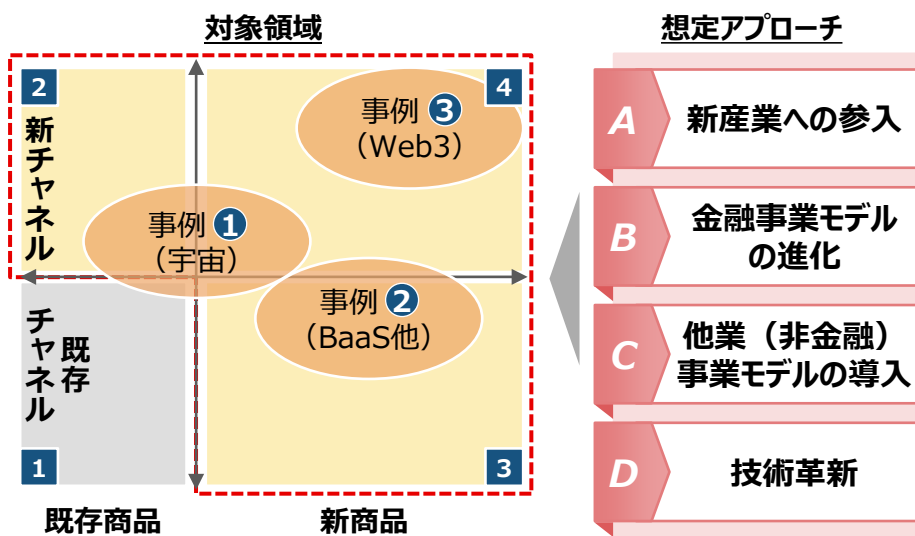 対象領域
2
4
新チャネル
事例 3
（Web3）
事例 1
（宇宙）
事例 2
（BaaS他）
既存
チャネル
1
3
既存商品
新商品
想定アプローチ
A
新産業への参入
B
金融事業モデル
の進化
C
他業（非金融）
事業モデルの導入
D
技術革新